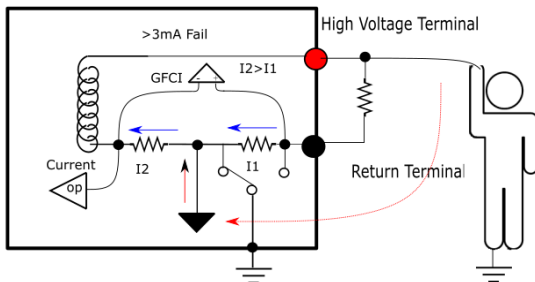 High Voltage Terminal
>3mA Fail
I2>I1
GFCI
- +
Current
op
I2
I1
Return Terminal